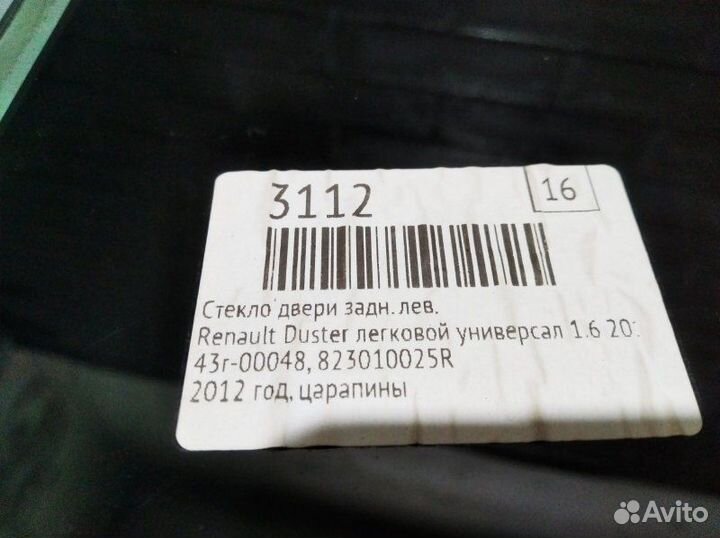 3112
16
Стекло двери задн. лев.
Renault Duster легковой универсал 1.6
43г-00048, 823010025R
2012 год, царапины
Avito